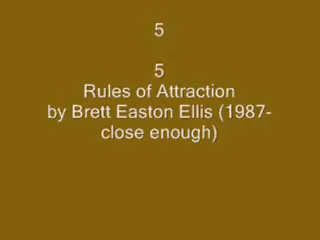 5
5
Rules of Attraction
by Brett Easton Ellis (1987-
close enough)